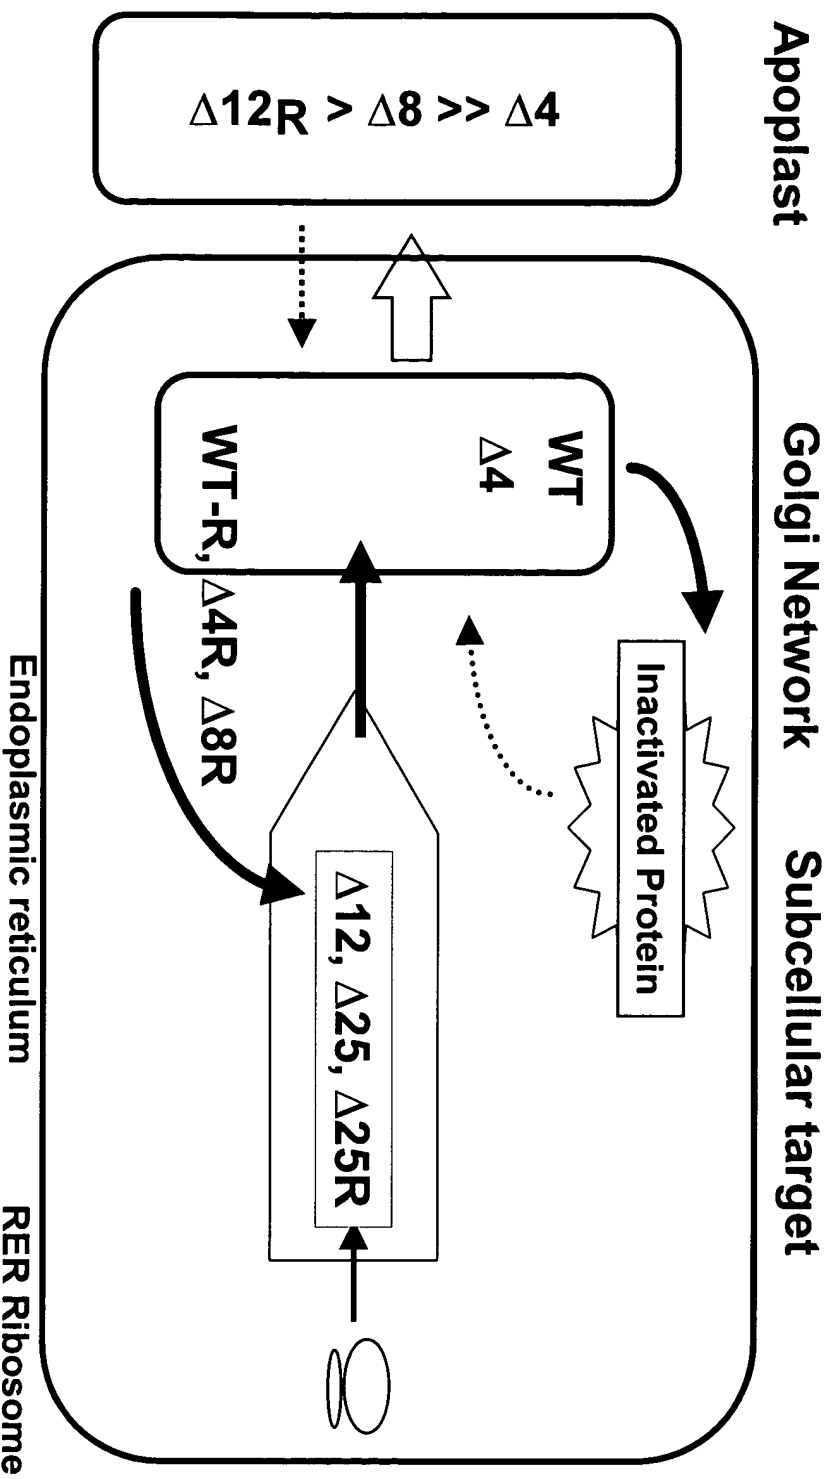 Apoplast
Golgi Network
Subcellular target
Δ12R > Δ8 >> Δ4
WT
Δ4
WT-R, Δ4R, Δ8R
Inactivated Protein
Δ12, Δ25, Δ25R
Endoplasmic reticulum
RER Ribosome